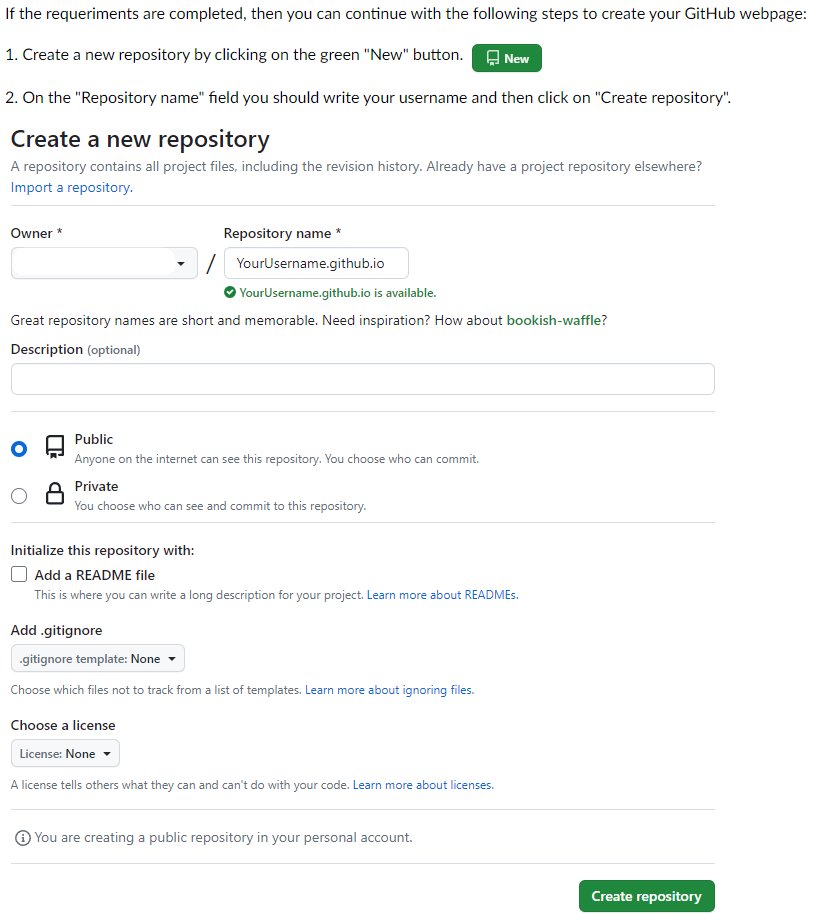 If the requeriments are completed, then you can continue with the following steps to create your GitHub webpage:
1. Create a new repository by clicking on the green "New" button. New
2. On the "Repository name" field you should write your username and then click on "Create repository".
Create a new repository
A repository contains all project files, including the revision history. Already have a project repository elsewhere?
Import a repository.
Owner * Repository name *
/ YourUsername.github.io
YourUsername.github.io is available.
Great repository names are short and memorable. Need inspiration? How about bookish-waffle?
Description (optional)
Public
Anyone on the internet can see this repository. You choose who can commit.
Private
You choose who can see and commit to this repository.
Initialize this repository with:
Add a README file
This is where you can write a long description for your project. Learn more about READMEs.
Add .gitignore
.gitignore template: None
Choose which files not to track from a list of templates. Learn more about ignoring files.
Choose a license
License: None
A license tells others what they can and can't do with your code. Learn more about licenses.
You are creating a public repository in your personal account.
Create repository